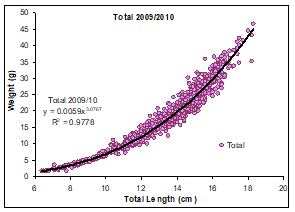 Total 2009/2010
50
45
40
35
30
25
20
15
10
5
0
Weight (g)
Total 2009/10
y = 0.0059x^3.0767
R² = 0.9778
Total
6 8 10 12 14 16 18 20
Total Length (cm)